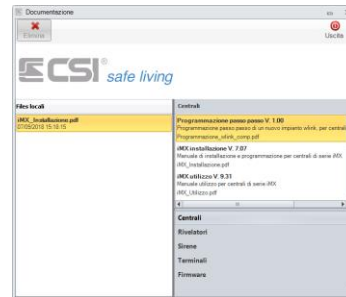 Documentazione
Elimina
Uscita
CSI® safe living
Files locali
iMX_Installazione.pdf
07/05/2018 15:18:15
Centrali
Programmazione passo passo V. 1.00
Programmazione passo passo di un nuovo impianto wlink, per central
Programmazione_wlink_comp.pdf
iMX installazione V. 7.07
Manuale di installazione e programmazione per centrali di serie iMX
iMX_Installazione.pdf
iMX utilizzo V. 9.31
Manuale utilizzo per centrali di serie iMX
iMX_Utilizzo.pdf
Centrali
Rivelatori
Sirene
Terminali
Firmware